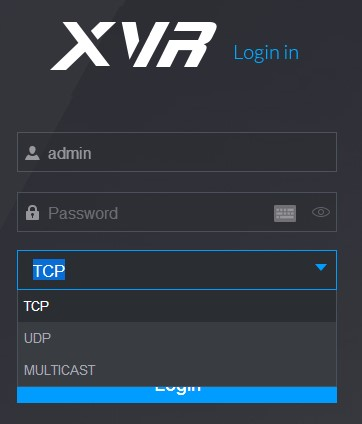 XVR
Login in
admin
Password
TCP
TCP
UDP
MULTICAST
Login